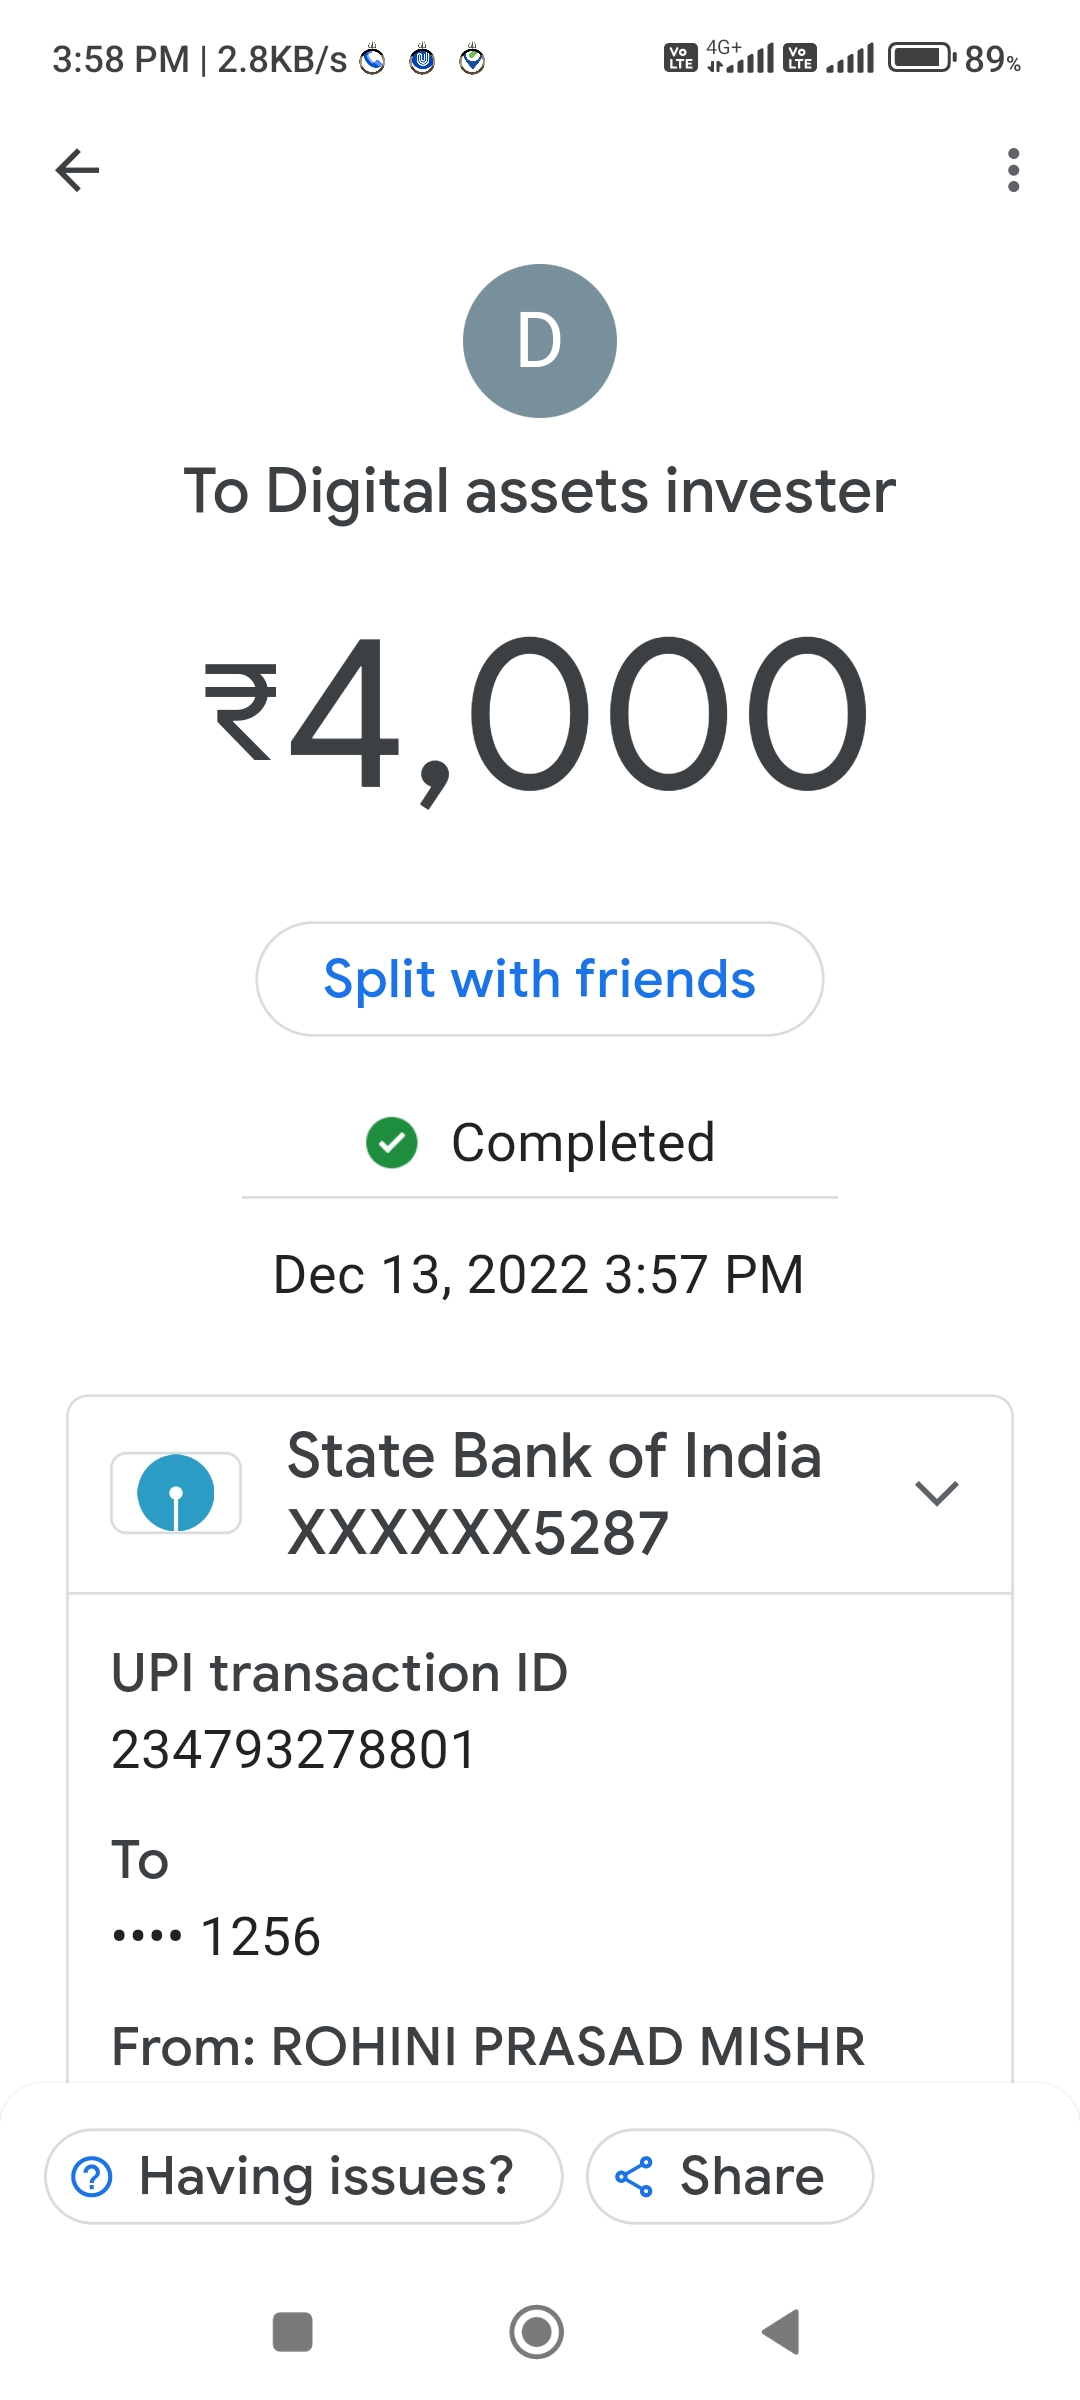 3:58 PM | 2.8KB/s Vo LTE 4G+ Vo LTE 89%
D
To Digital assets invester
₹4,000
Split with friends
Completed
Dec 13, 2022 3:57 PM
State Bank of India
XXXXXX5287
UPI transaction ID
234793278801
To
•••• 1256
From: ROHINI PRASAD MISHR
Having issues? Share